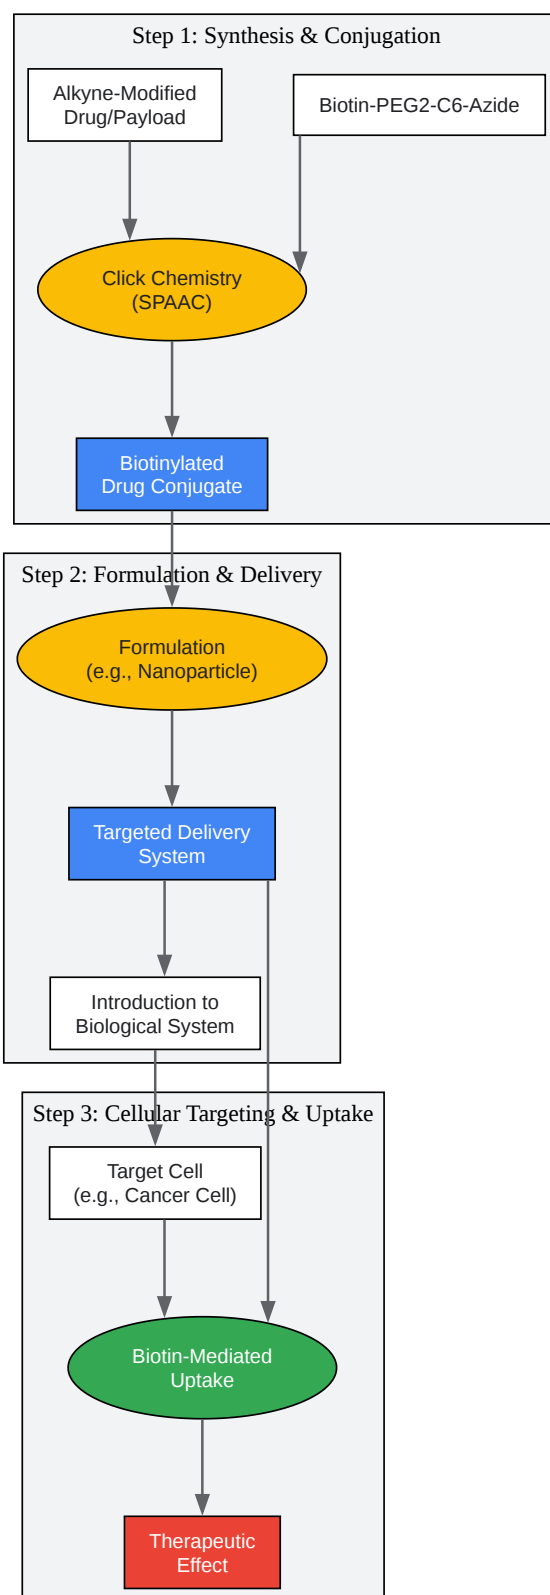 Step 1: Synthesis & Conjugation
Alkyne-Modified
Drug/Payload
Biotin-PEG2-C6-Azide
Click Chemistry
(SPAAC)
Biotinylated
Drug Conjugate
Step 2: Formulation & Delivery
Formulation
(e.g., Nanoparticle)
Targeted Delivery
System
Introduction to
Biological System
Step 3: Cellular Targeting & Uptake
Target Cell
(e.g., Cancer Cell)
Biotin-Mediated
Uptake
Therapeutic
Effect